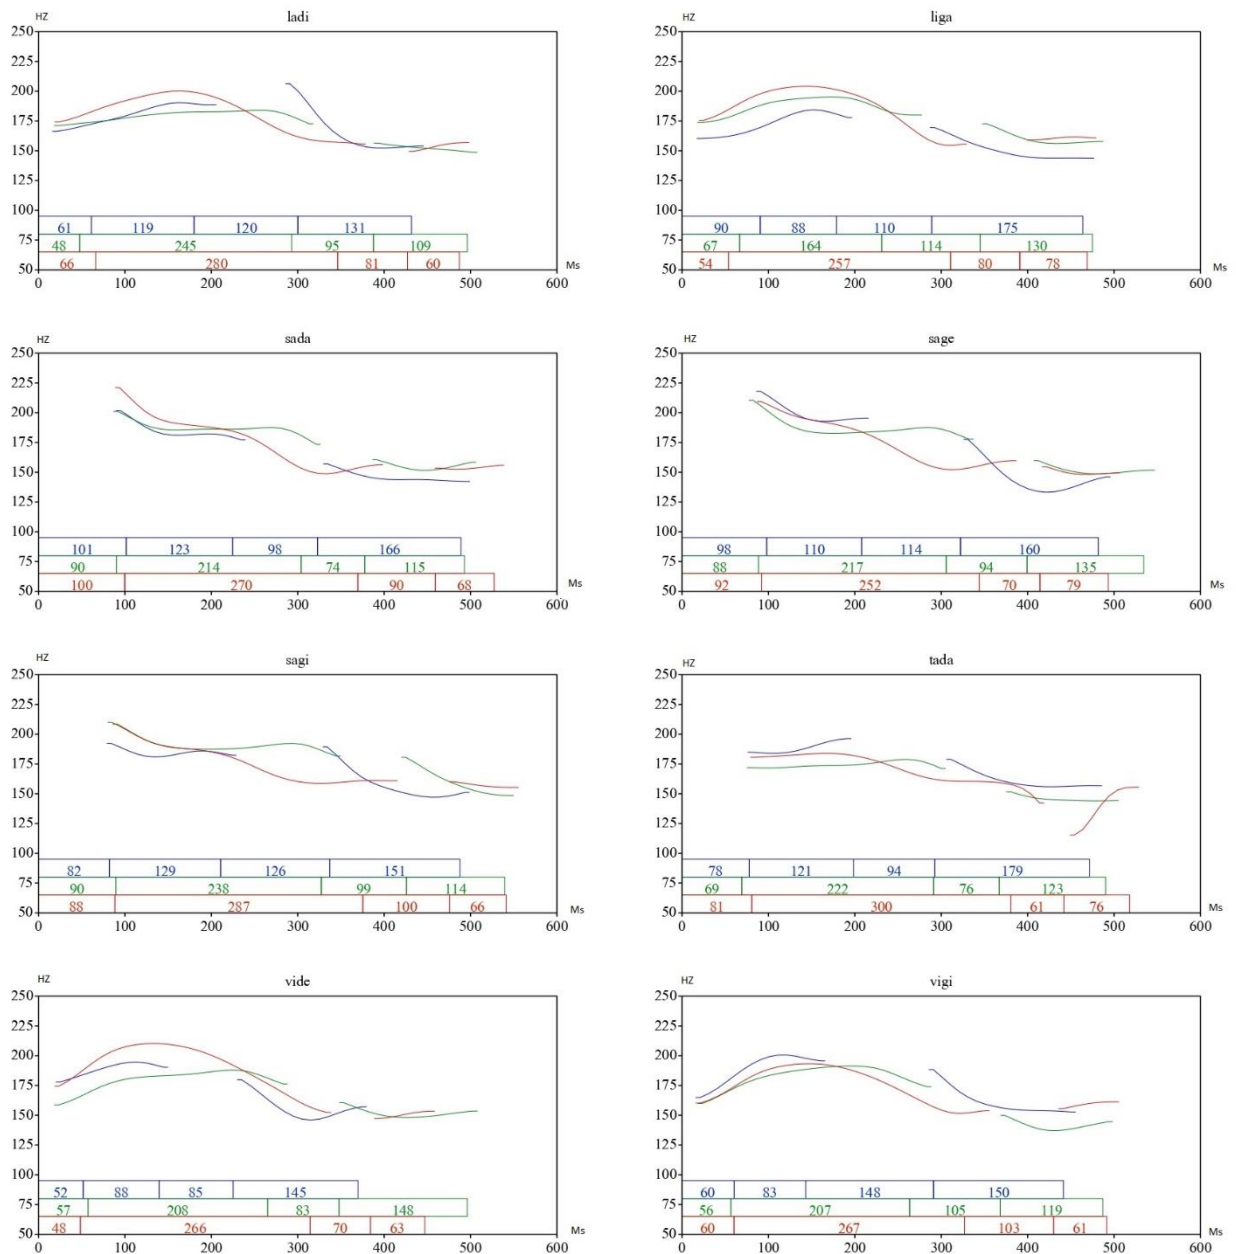 HZ ladi
250
225
200
175
150
125
100
75
50
61 119 120 131
48 245 95 109
66 280 81 60
Ms
0 100 200 300 400 500 600
HZ liga
250
225
200
175
150
125
100
75
50
90 88 110 175
67 164 114 130
54 257 80 78
Ms
0 100 200 300 400 500 600
HZ sada
250
225
200
175
150
125
100
75
50
101 123 98 166
90 214 74 115
100 270 90 68
Ms
0 100 200 300 400 500 600
HZ sage
250
225
200
175
150
125
100
75
50
98 110 114 160
88 217 94 135
92 252 70 79
Ms
0 100 200 300 400 500 600
HZ sagi
250
225
200
175
150
125
100
75
50
82 129 126 151
90 238 99 114
88 287 100 66
Ms
0 100 200 300 400 500 600
HZ tada
250
225
200
175
150
125
100
75
50
78 121 94 179
69 222 76 123
81 300 61 76
Ms
0 100 200 300 400 500 600
HZ vide
250
225
200
175
150
125
100
75
50
52 88 85 145
57 208 83 148
48 266 70 63
Ms
0 100 200 300 400 500 600
HZ vigi
250
225
200
175
150
125
100
75
50
60 83 148 150
56 207 105 119
60 267 103 61
Ms
0 100 200 300 400 500 600